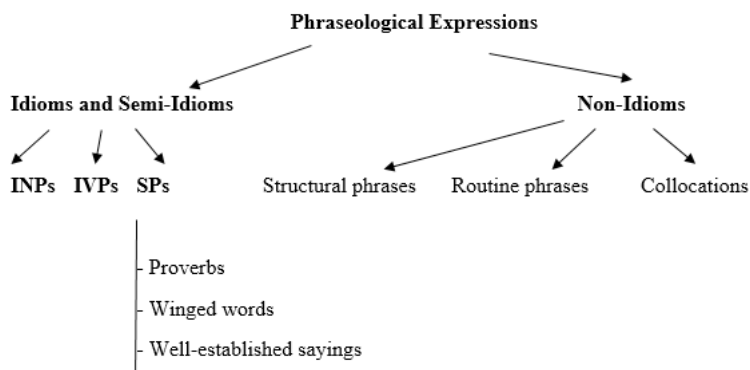 Phraseological Expressions
Idioms and Semi-Idioms Non-Idioms
INPs IVPs SPs Structural phrases Routine phrases Collocations
- Proverbs
- Winged words
- Well-established sayings